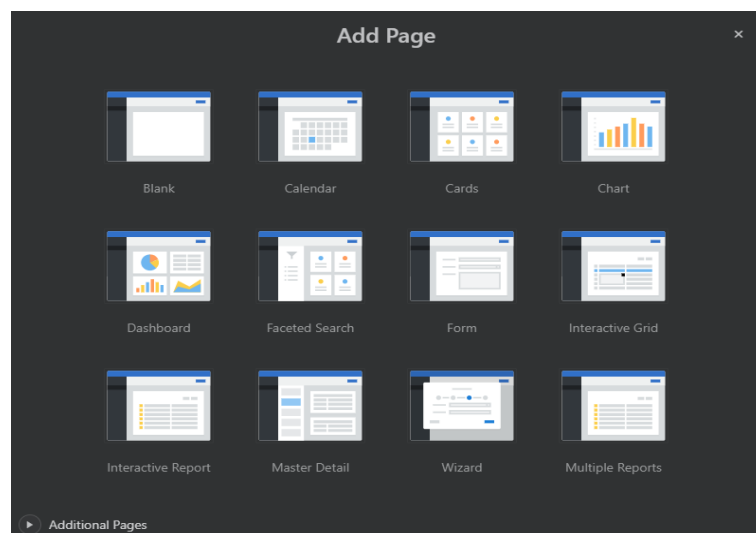 Add Page
×
Blank
Calendar
Cards
Chart
Dashboard
Faceted Search
Form
Interactive Grid
Interactive Report
Master Detail
Wizard
Multiple Reports
Additional Pages